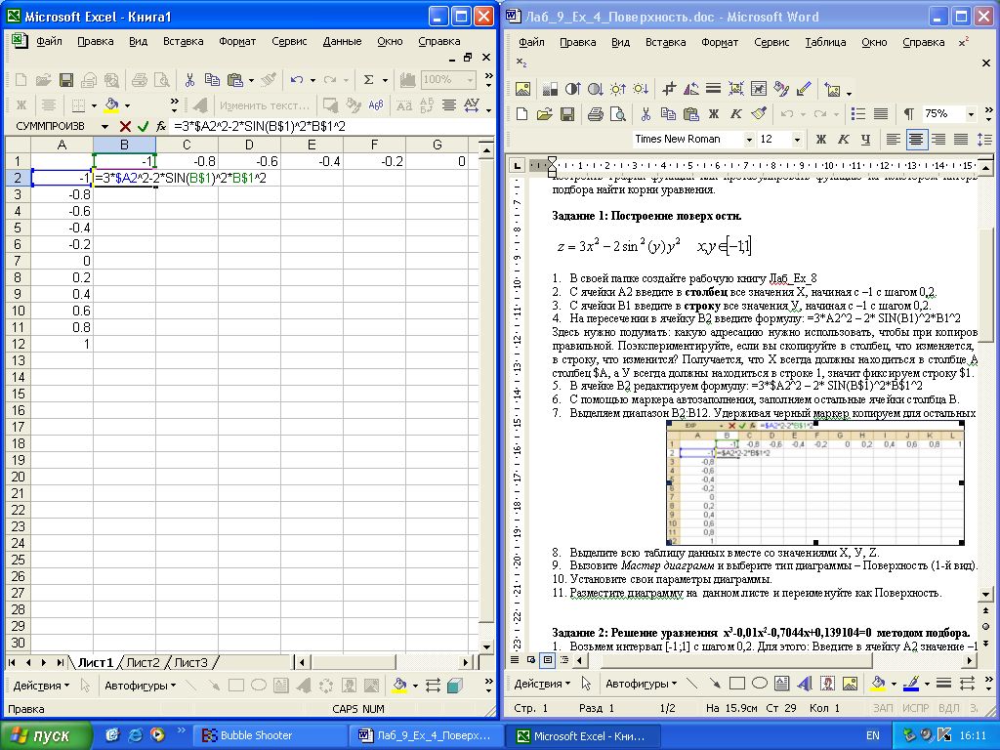 Microsoft Excel - Книга1
Файл Правка Вид Вставка Формат Сервис Данные Окно Справка
100%
Изменить текст...
СУММПРОИЗВ =3*$A2^2-2*SIN(B$1)^2*B$1^2
A B C D E F G
1 -1 -0.8 -0.6 -0.4 -0.2 0
2 -1 =3*$A2^2-2*SIN(B$1)^2*B$1^2
3 -0.8
4 -0.6
5 -0.4
6 -0.2
7 0
8 0.2
9 0.4
10 0.6
11 0.8
12 1
13
14
15
16
17
18
19
20
21
22
23
24
25
26
27
28
29
30
Лист1 Лист2 Лист3
Действия Автофигуры
Правка CAPS NUM
Лаб_9_Ex_4_Поверхность.doc - Microsoft Word
Файл Правка Вид Вставка Формат Сервис Таблица Окно Справка x²
x₂
75%
Times New Roman 12 Ж К Ч
подбора найти корни уравнения.
Задание 1: Построение поверх ости.
z = 3x² − 2sin²(y)y² x,y∈[−1;1]
1. В своей папке создайте рабочую книгу Лаб_Ex_8
2. С ячейки А2 введите в столбец все значения Х, начиная с –1 с шагом 0,2.
3. С ячейки В1 введите в строку все значения У, начиная с –1 с шагом 0,2.
4. На пересечении в ячейку В2 введите формулу: =3*A2^2 – 2* SIN(B1)^2*B1^2
Здесь нужно подумать: какую адресацию нужно использовать, чтобы при копиров
правильной. Поэкспериментируйте, если вы скопируйте в столбец, что изменяется,
в строку, что изменится? Получается, что Х всегда должны находиться в столбце А
столбец $A, а У всегда должны находиться в строке 1, значит фиксируем строку $1.
5. В ячейке В2 редактируем формулу: =3*$A2^2 – 2* SIN(B$1)^2*B$1^2
6. С помощью маркера автозаполнения, заполняем остальные ячейки столбца В.
7. Выделяем диапазон В2:В12. Удерживая черный маркер копируем для остальных
=$A2^2-2*B$1^2
A B C D E F G H I J K L
1 -1 -0,8 -0,6 -0,4 -0,2 0 0,2 0,4 0,6 0,8 1
2 -1 =$A2^2-2*B$1^2
3 -0,8
4 -0,6
5 -0,4
6 -0,2
7 0
8 0,2
9 0,4
10 0,6
11 0,8
12 1
8. Выделите всю таблицу данных вместе со значениями Х, У, Z.
9. Вызовите Мастер диаграмм и выберите тип диаграммы – Поверхность (1-й вид).
10. Установите свои параметры диаграммы.
11. Разместите диаграмму на данном листе и переименуйте как Поверхность.
Задание 2: Решение уравнения x³-0,01x²-0,7044x+0,139104=0 методом подбора.
1. Возьмем интервал [-1;1] с шагом 0,2. Для этого: Введите в ячейку А2 значение –1
Действия Автофигуры
Стр. 1 Разд 1 1/2 На 15.9см Ст 29 Кол 1 ЗАП ИСПР ВДЛ
пуск Bubble Shooter Лаб_9_Ex_4_Поверх... Microsoft Excel - Кни... EN 16:11